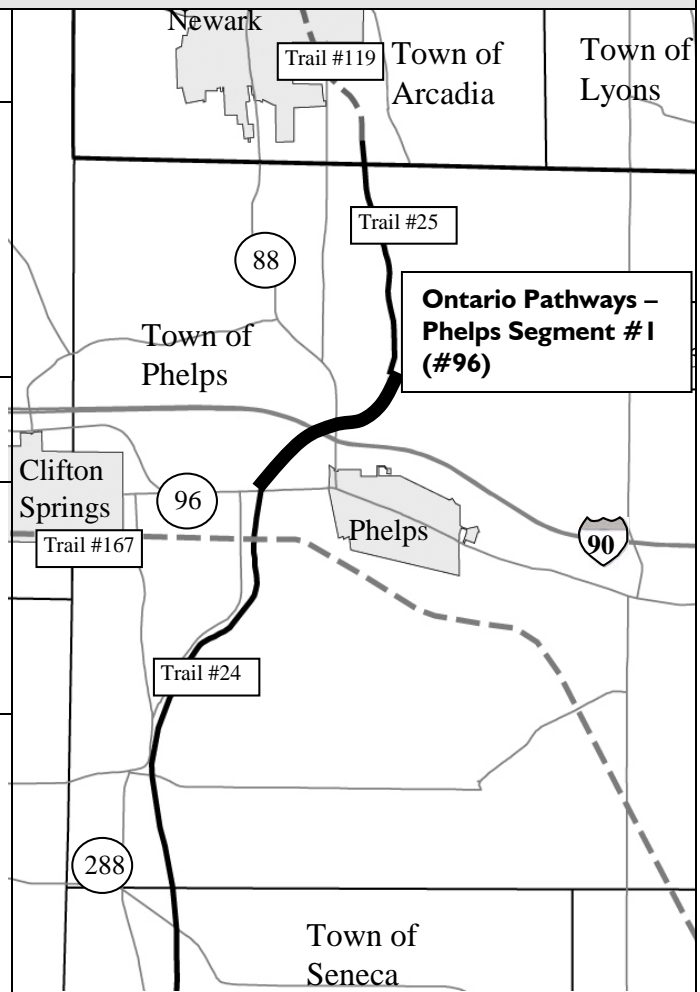 Newark
Trail #119
Town of
Arcadia
Town of
Lyons
Trail #25
88
Ontario Pathways –
Phelps Segment #1
(#96)
Town of
Phelps
Clifton
Springs
96
Phelps
90
Trail #167
Trail #24
288
Town of
Seneca